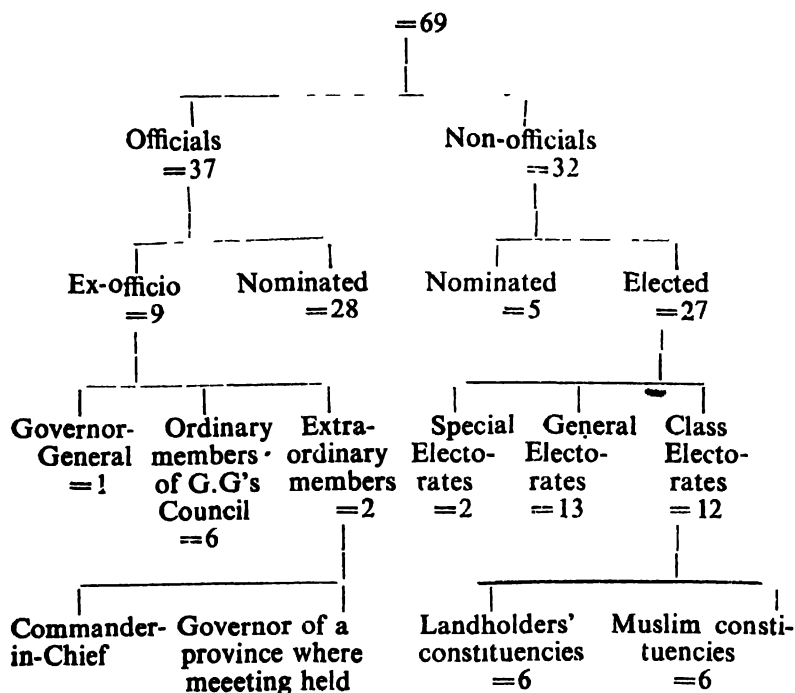 =69
Officials
=37
Non-officials
=32
Ex-officio
=9
Nominated
=28
Nominated
=5
Elected
=27
Governor-
General
=1
Ordinary
members
of G.G's
Council
=6
Extra-
ordinary
members
=2
Special
Electo-
rates
=2
General
Electo-
rates
=13
Class
Electo-
rates
=12
Commander-
in-Chief
Governor of a
province where
meeeting held
Landholders'
constituencies
=6
Muslim consti-
tuencies
=6